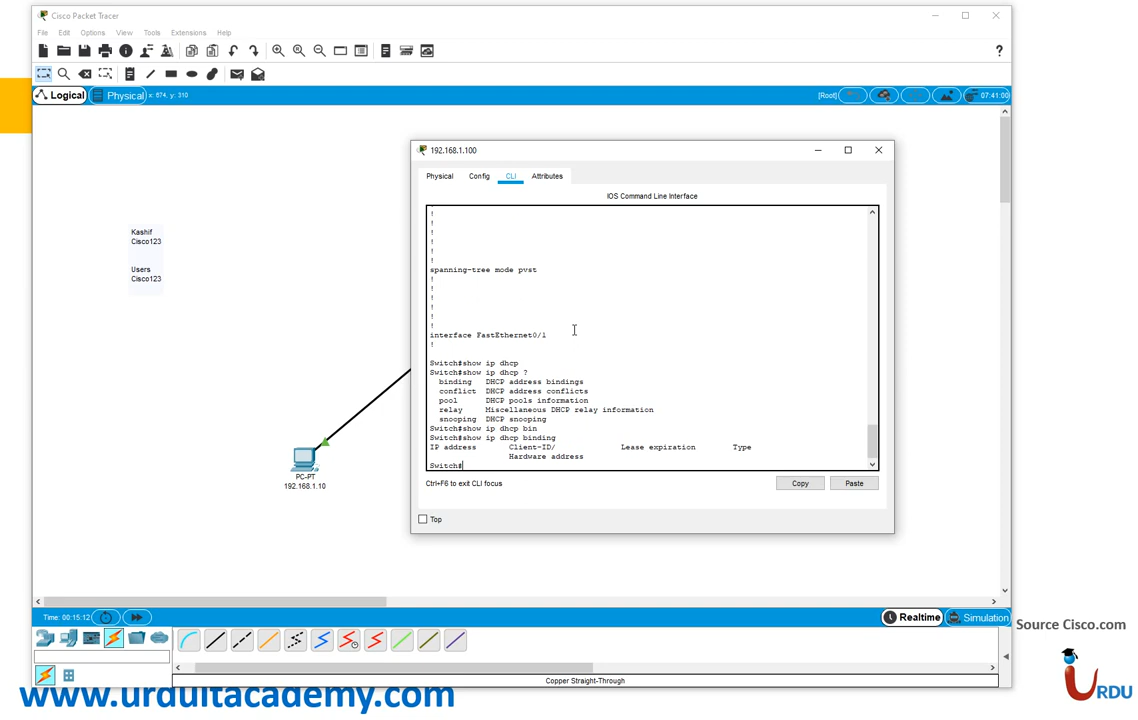 Cisco Packet Tracer
File Edit Options View Tools Extensions Help
?
Logical
Physical
x: 674, y: 310
[Root]
07:41:00
192.168.1.100
Physical Config CLI Attributes
IOS Command Line Interface
Kashif
Cisco123
Users
Cisco123
!
!
!
!
!
!
spanning-tree mode pvst
!
!
!
!
!
!
interface FastEthernet0/1
!
Switch#show ip dhcp
Switch#show ip dhcp ?
binding DHCP address bindings
conflict DHCP address conflicts
pool DHCP pools information
relay Miscellaneous DHCP relay information
snooping DHCP snooping
Switch#show ip dhcp bin
Switch#show ip dhcp binding
IP address Client-ID/ Lease expiration Type
Hardware address
Switch#
Ctrl+F6 to exit CLI focus
Copy
Paste
Top
PC-PT
192.168.1.10
Time: 00:15:12
Realtime
Simulation
Source Cisco.com
Copper Straight-Through
www.urduitacademy.com
URDU